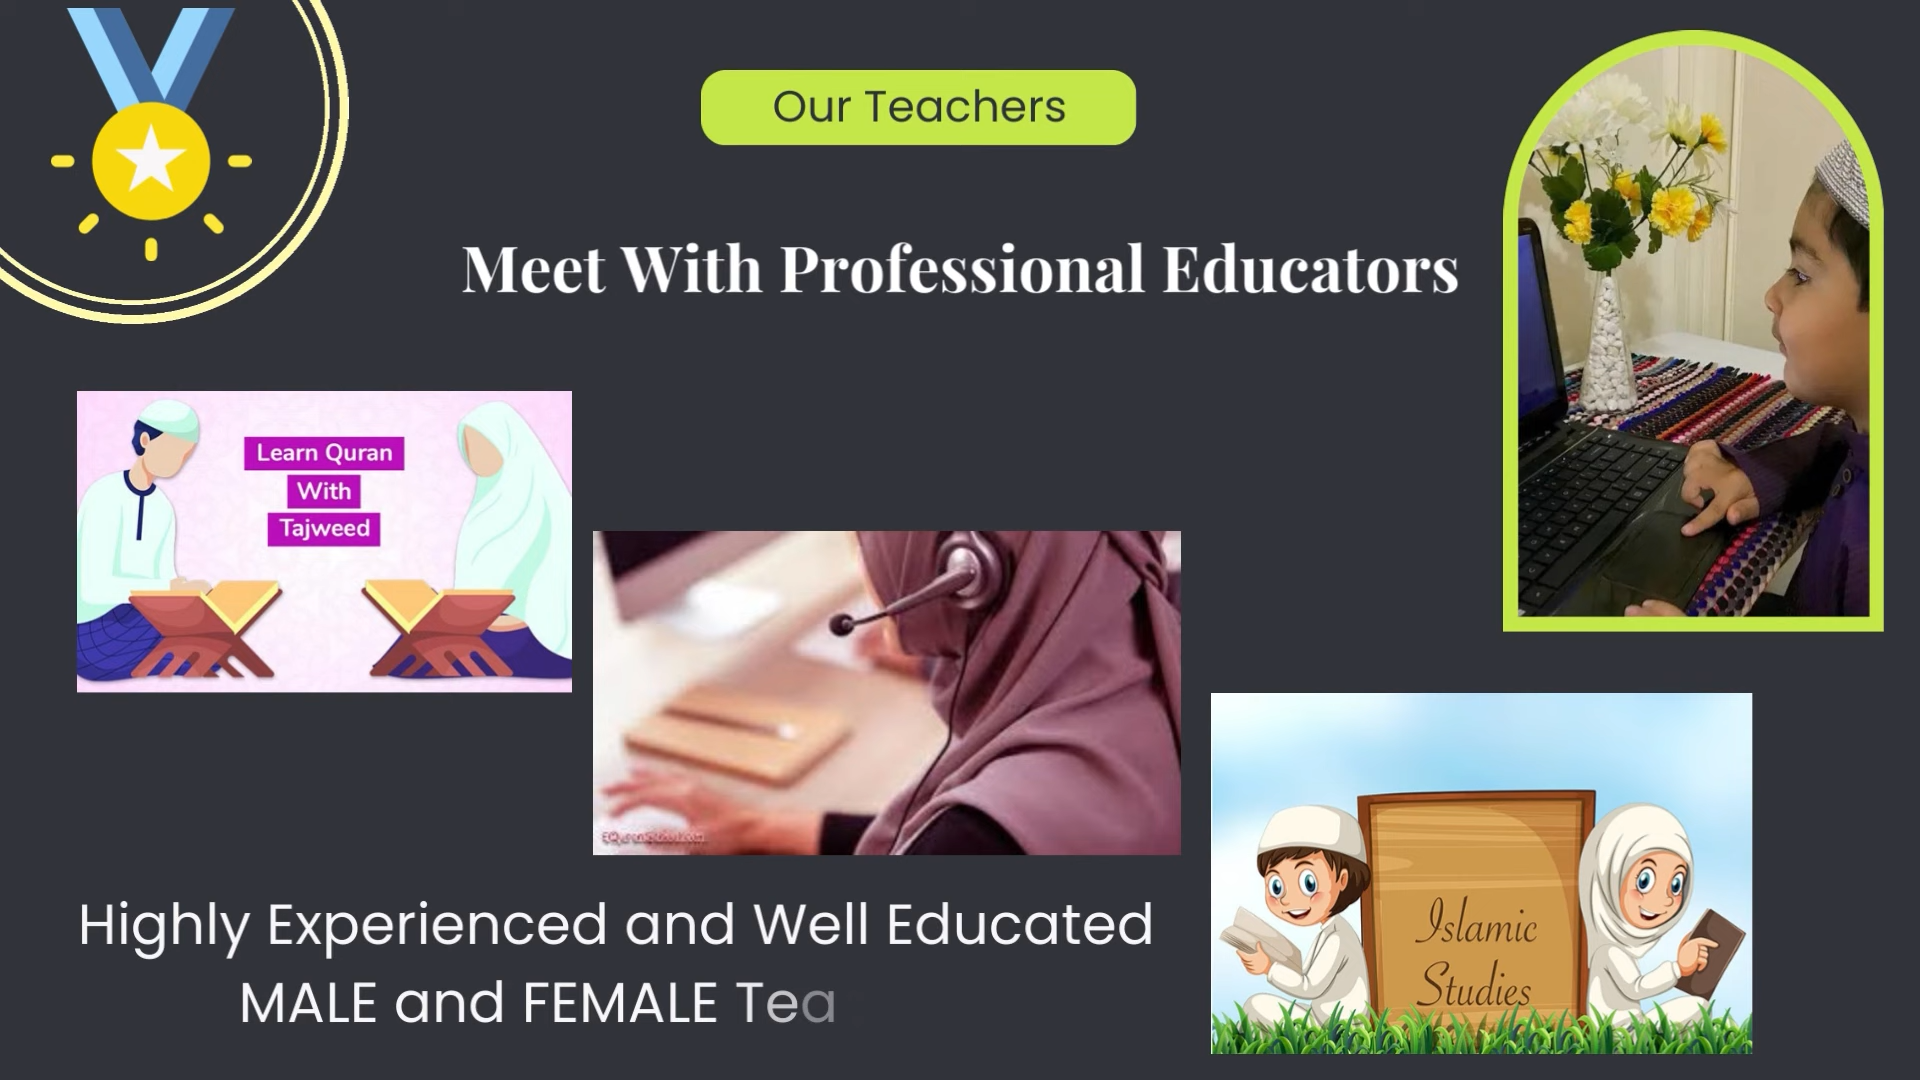 Our Teachers
Meet With Professional Educators
Learn Quran
With
Tajweed
Highly Experienced and Well Educated
MALE and FEMALE Tea
Islamic
Studies